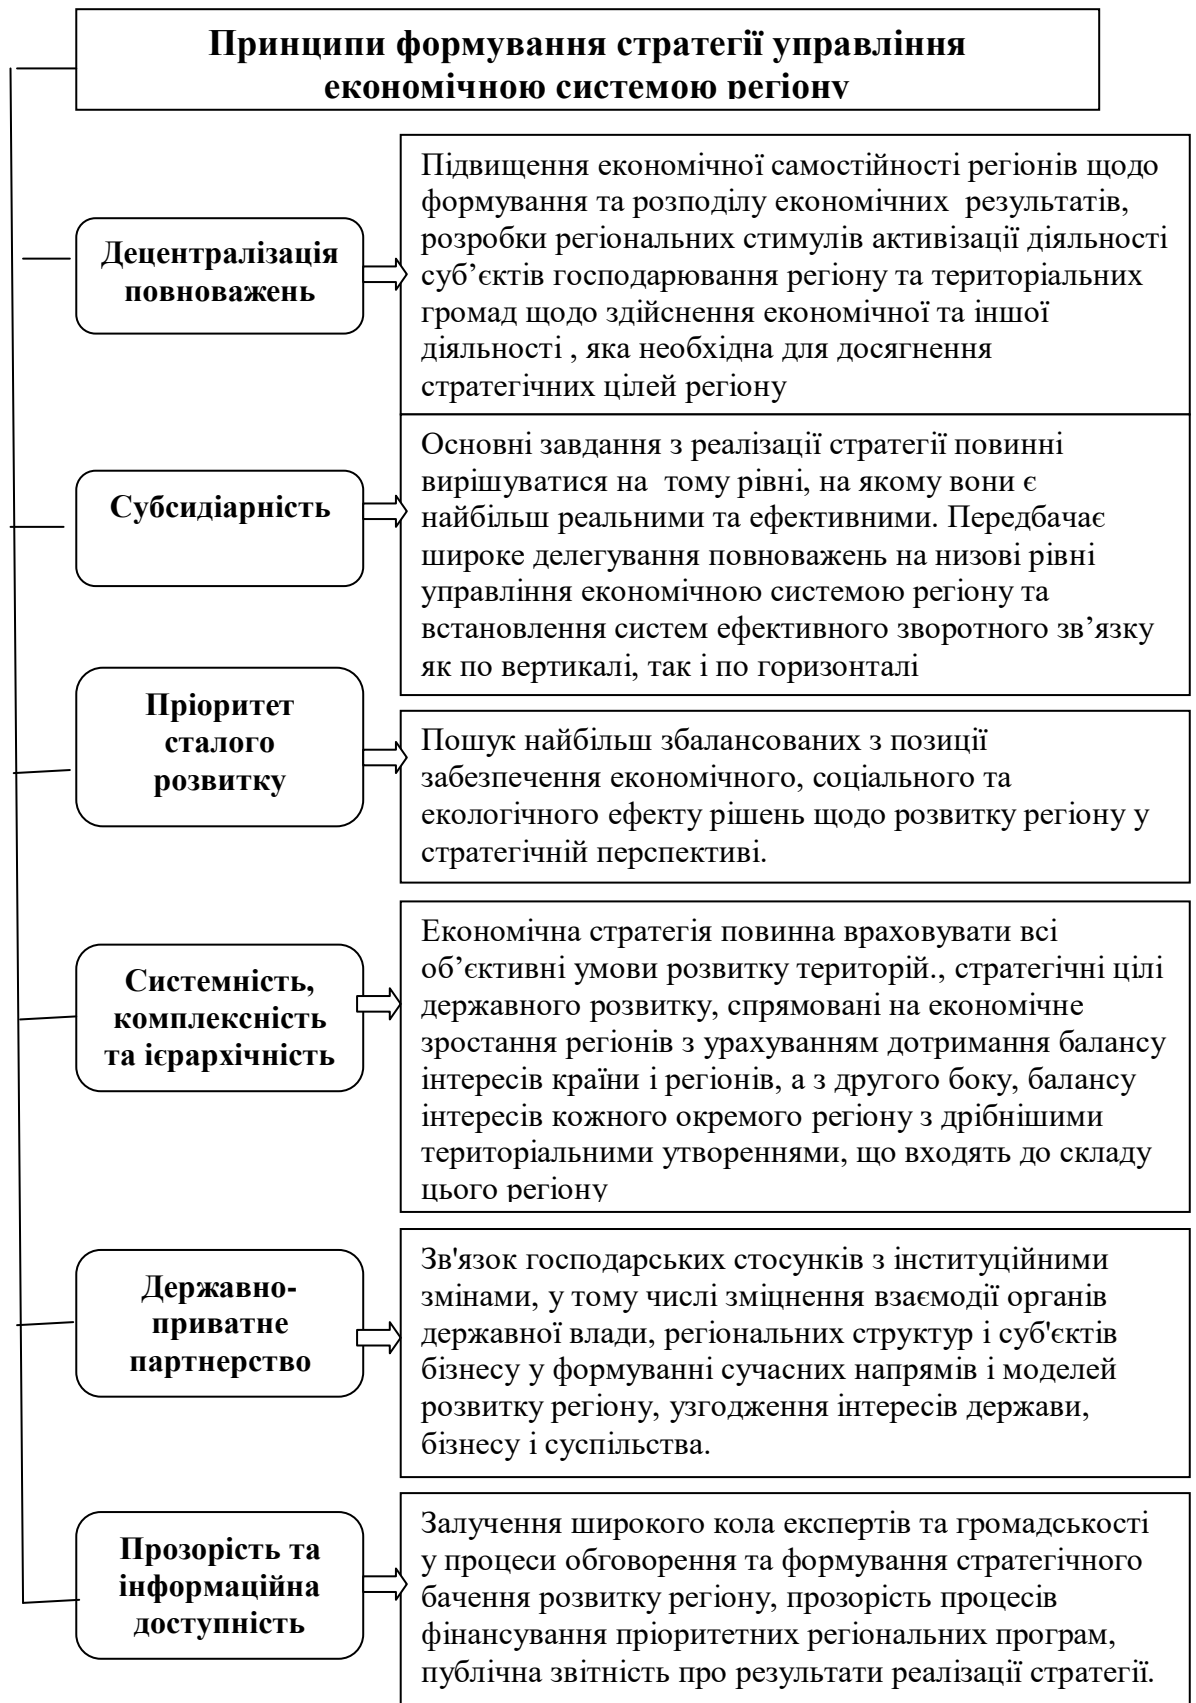 Принципи формування стратегії управління
економічною системою регіону
Децентралізація
повноважень
Підвищення економічної самостійності регіонів щодо
формування та розподілу економічних результатів,
розробки регіональних стимулів активізації діяльності
суб’єктів господарювання регіону та територіальних
громад щодо здійснення економічної та іншої
діяльності , яка необхідна для досягнення
стратегічних цілей регіону
Субсидіарність
Основні завдання з реалізації стратегії повинні
вирішуватися на тому рівні, на якому вони є
найбільш реальними та ефективними. Передбачає
широке делегування повноважень на низові рівні
управління економічною системою регіону та
встановлення систем ефективного зворотного зв’язку
як по вертикалі, так і по горизонталі
Пріоритет
сталого
розвитку
Пошук найбільш збалансованих з позиції
забезпечення економічного, соціального та
екологічного ефекту рішень щодо розвитку регіону у
стратегічній перспективі.
Системність,
комплексність
та ієрархічність
Економічна стратегія повинна враховувати всі
об’єктивні умови розвитку територій., стратегічні цілі
державного розвитку, спрямовані на економічне
зростання регіонів з урахуванням дотримання балансу
інтересів країни і регіонів, а з другого боку, балансу
інтересів кожного окремого регіону з дрібнішими
територіальними утвореннями, що входять до складу
цього регіону
Державно-
приватне
партнерство
Зв'язок господарських стосунків з інституційними
змінами, у тому числі зміцнення взаємодії органів
державної влади, регіональних структур і суб'єктів
бізнесу у формуванні сучасних напрямів і моделей
розвитку регіону, узгодження інтересів держави,
бізнесу і суспільства.
Прозорість та
інформаційна
доступність
Залучення широкого кола експертів та громадськості
у процеси обговорення та формування стратегічного
бачення розвитку регіону, прозорість процесів
фінансування пріоритетних регіональних програм,
публічна звітність про результати реалізації стратегії.